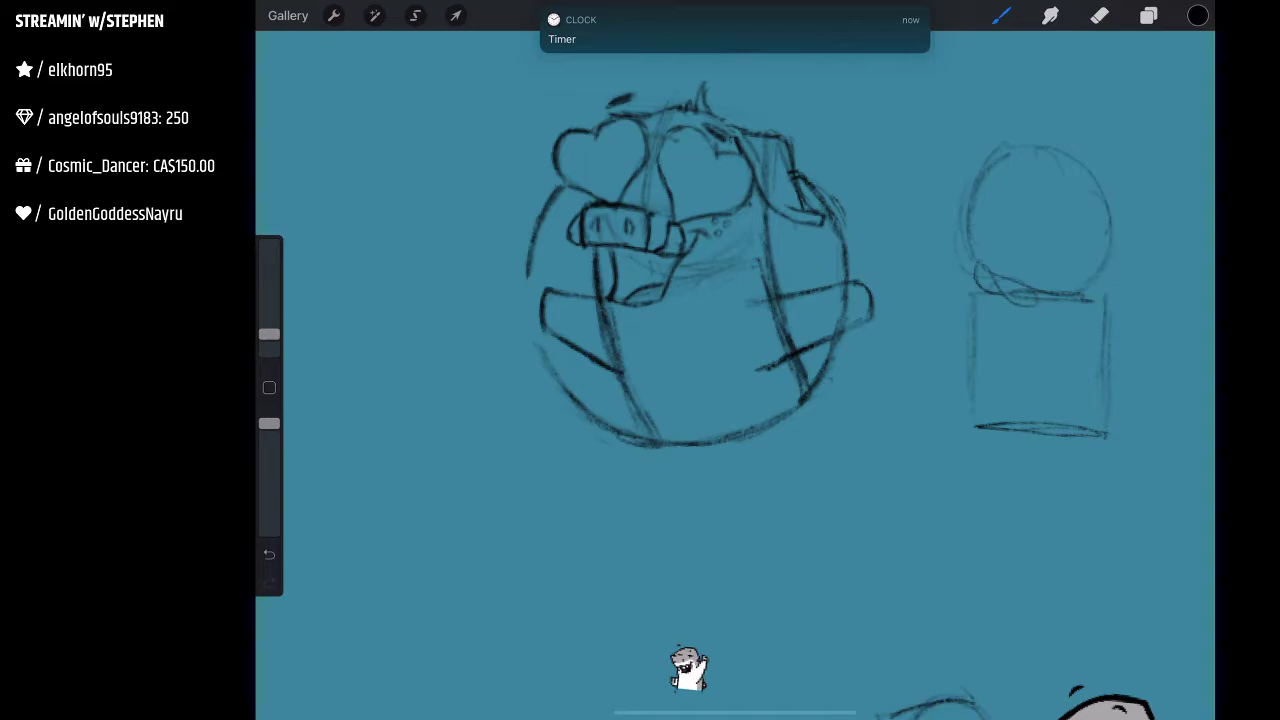 STREAMIN' w/STEPHEN
/ elkhorn95
/ angelofsouls9183: 250
/ Cosmic_Dancer: CA$150.00
/ GoldenGoddessNayru
Gallery
CLOCK
now
Timer